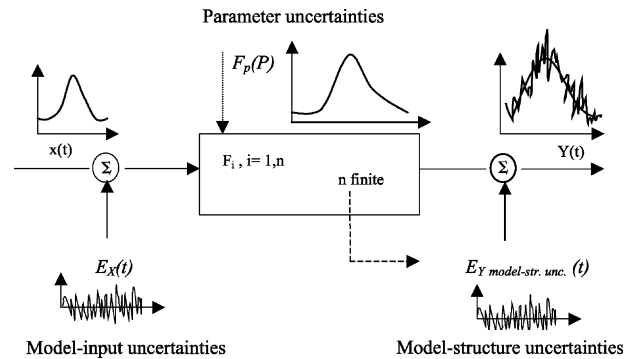 Parameter uncertainties
Fp(P)
x(t)
Y(t)
Σ
Fi , i= 1,n
n finite
Σ
EX(t)
EY model-str. unc. (t)
Model-input uncertainties
Model-structure uncertainties